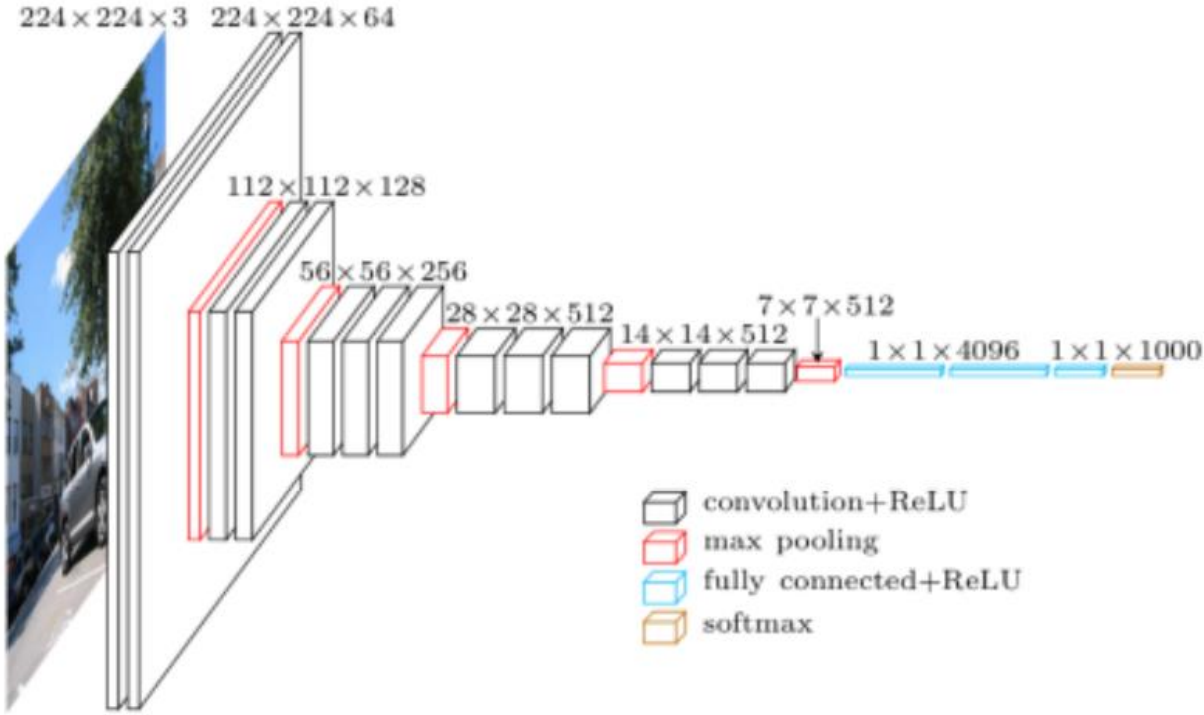 224×224×3
224×224×64
112×112×128
56×56×256
28×28×512
14×14×512
7×7×512
1×1×4096
1×1×1000
convolution+ReLU
max pooling
fully connected+ReLU
softmax